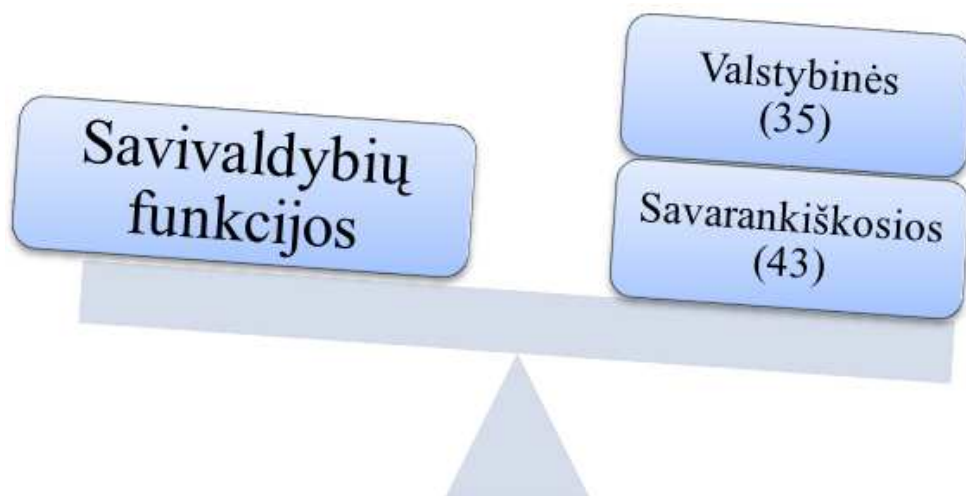 Savivaldybių
funkcijos
Valstybinės
(35)
Savarankiškosios
(43)